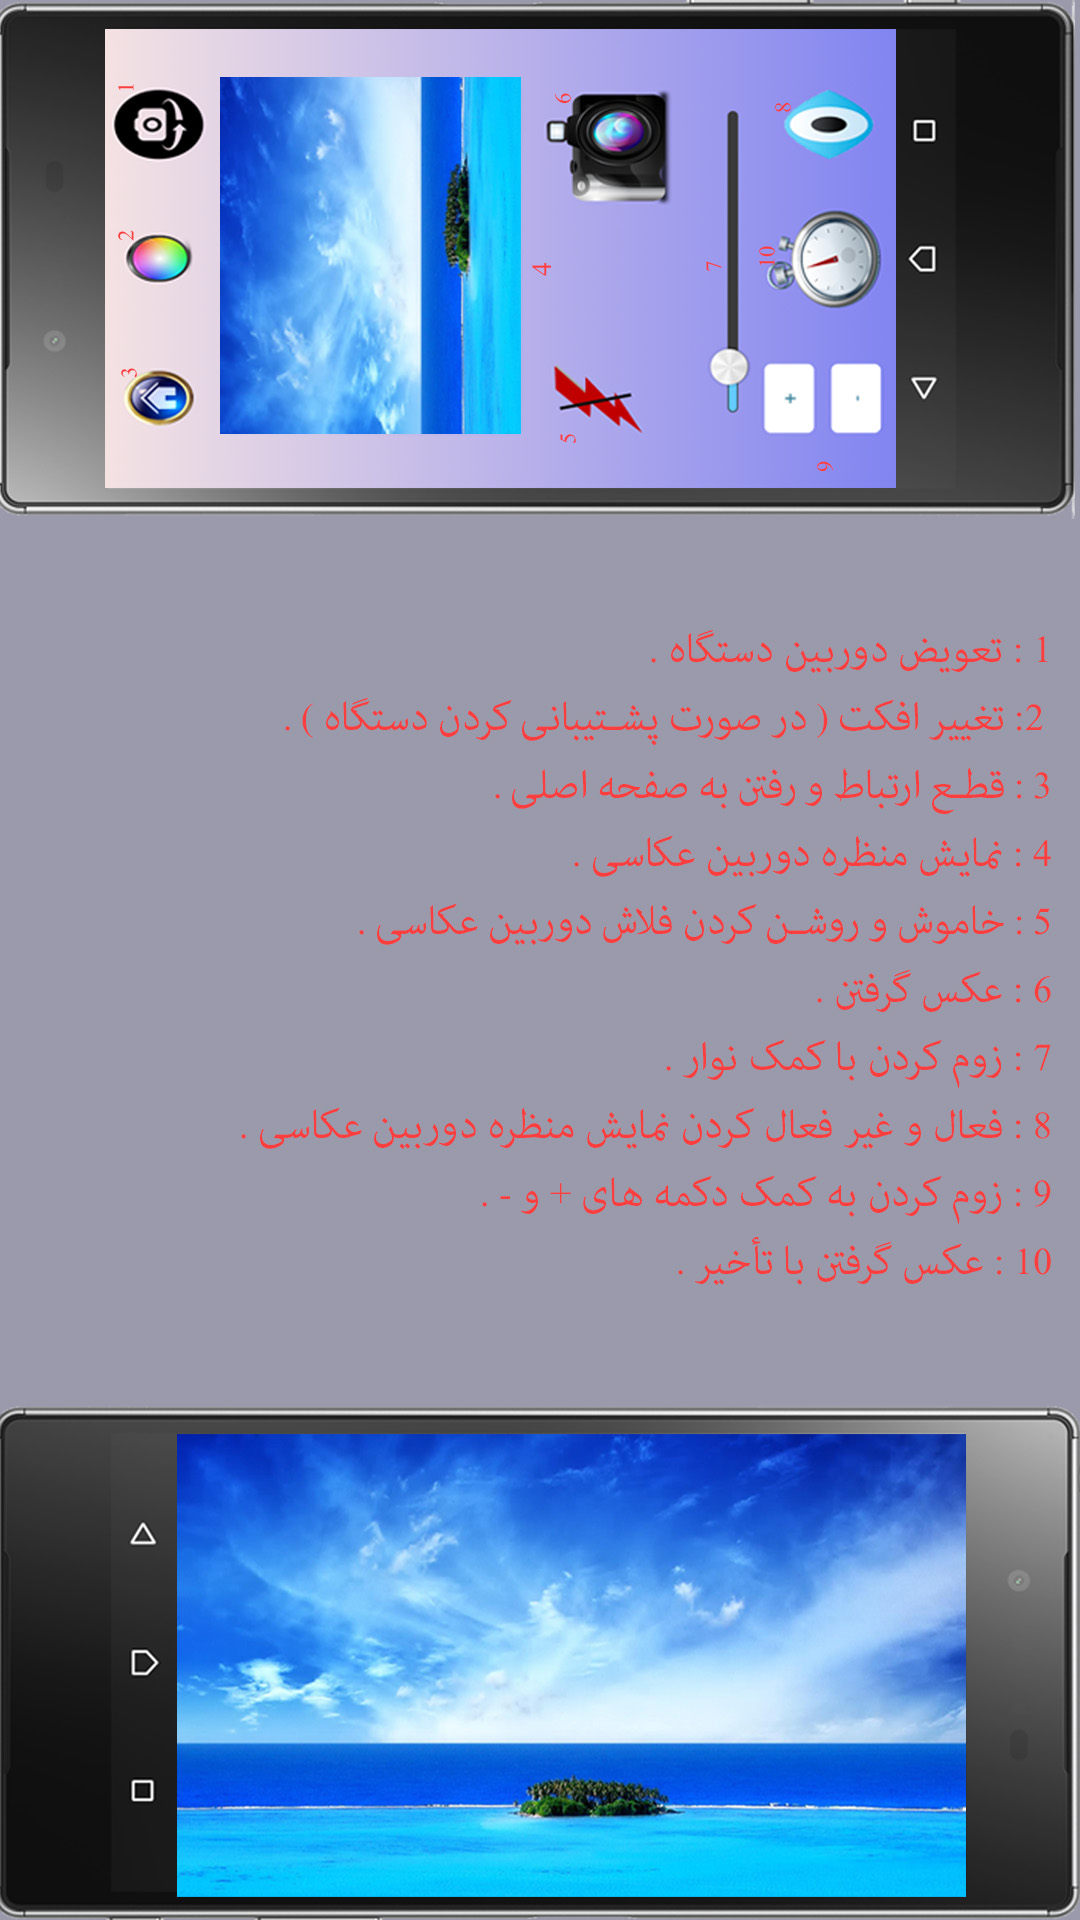 1
2
3
4
5
6
7
8
10
+
-
9
1 : تعویض دوربین دستگاه .
2: تغییر افکت ( در صورت پشتیبانی کردن دستگاه ) .
3 : قطع ارتباط و رفتن به صفحه اصلی .
4 : نمایش منظره دوربین عکاسی .
5 : خاموش و روشن کردن فلاش دوربین عکاسی .
6 : عکس گرفتن .
7 : زوم کردن با کمک نوار .
8 : فعال و غیر فعال کردن نمایش منظره دوربین عکاسی .
9 : زوم کردن به کمک دکمه های + و - .
10 : عکس گرفتن با تأخیر .